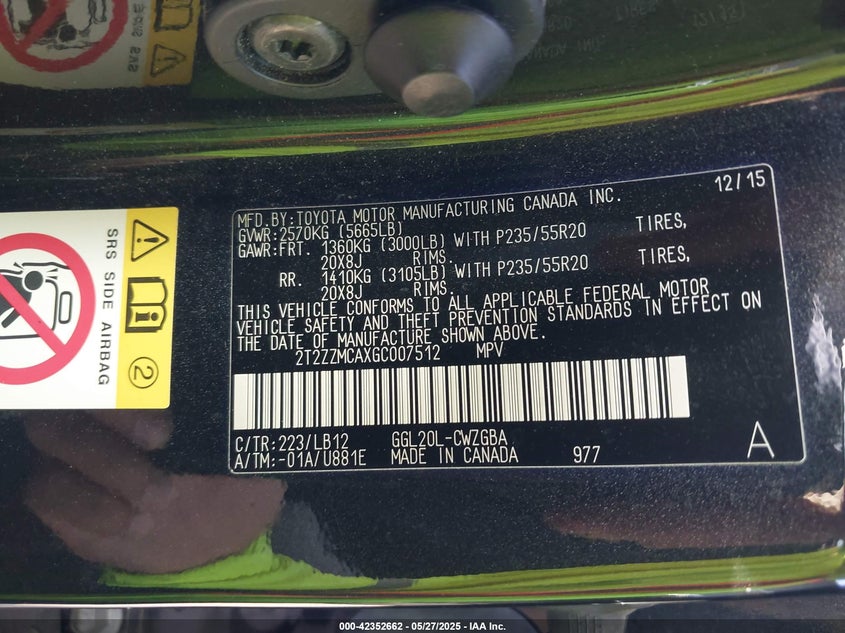 12/15
MFD.BY:TOYOTA MOTOR MANUFACTURING CANADA INC.
GVWR:2570KG (5665LB)
GAWR:FRT. 1360KG (3000LB) WITH P235/55R20 TIRES,
20X8J RIMS.
RR. 1410KG (3105LB) WITH P235/55R20 TIRES,
20X8J RIMS.
THIS VEHICLE CONFORMS TO ALL APPLICABLE FEDERAL MOTOR
VEHICLE SAFETY AND THEFT PREVENTION STANDARDS IN EFFECT ON
THE DATE OF MANUFACTURE SHOWN ABOVE.
2T2ZZMCAXGC007512 MPV
C/TR:223/LB12 GGL20L-CWZGBA
A/TM:-01A/U881E MADE IN CANADA 977
A
SRS SIDE AIRBAG
2
000-42352662 - 05/27/2025 - IAA Inc.